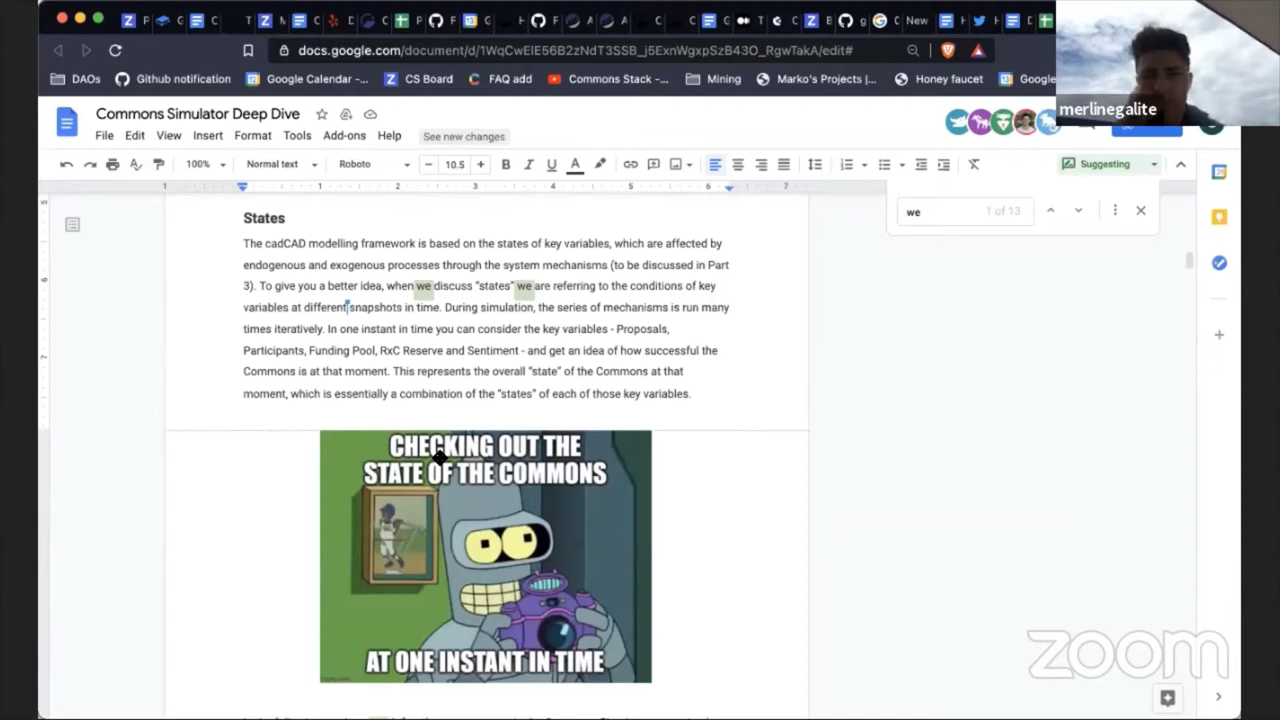 docs.google.com/document/d/1WqCwElE56B2zNdT3SSB_j5ExnWgxpSzB43O_RgwTakA/edit#
DAOs Github notification Google Calendar -... CS Board FAQ add Commons Stack -... Mining Marko's Projects |... Honey faucet Google
merlinegalite
Commons Simulator Deep Dive
File Edit View Insert Format Tools Add-ons Help See new changes
100% Normal text Roboto 10.5 B I U A Suggesting
we 1 of 13
States
The cadCAD modelling framework is based on the states of key variables, which are affected by
endogenous and exogenous processes through the system mechanisms (to be discussed in Part
3). To give you a better idea, when we discuss "states" we are referring to the conditions of key
variables at different snapshots in time. During simulation, the series of mechanisms is run many
times iteratively. In one instant in time you can consider the key variables - Proposals,
Participants, Funding Pool, RxC Reserve and Sentiment - and get an idea of how successful the
Commons is at that moment. This represents the overall "state" of the Commons at that
moment, which is essentially a combination of the "states" of each of those key variables.
CHECKING OUT THE
STATE OF THE COMMONS
AT ONE INSTANT IN TIME
zoom